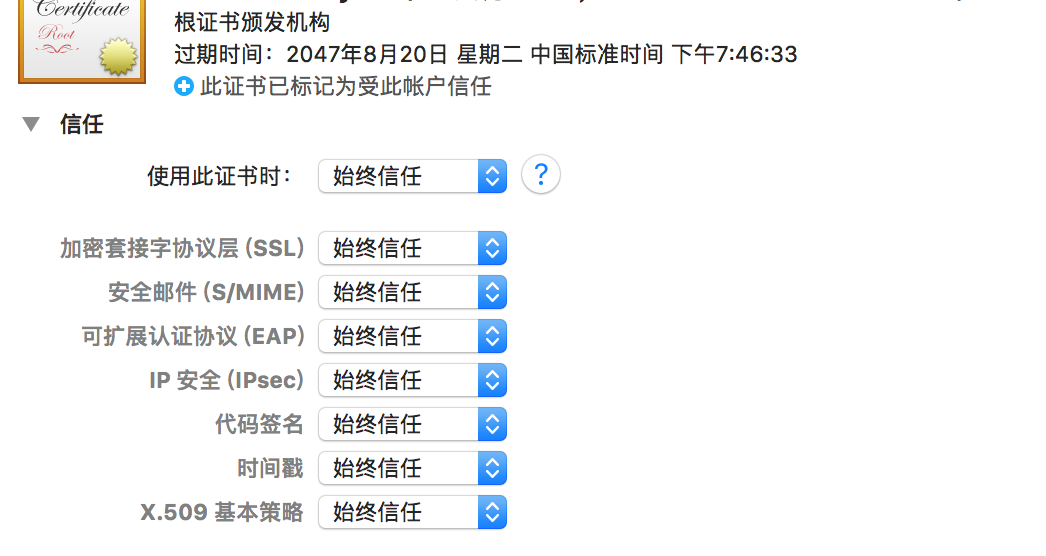 Certificate
Root
根证书颁发机构
过期时间：2047年8月20日 星期二 中国标准时间 下午7:46:33
此证书已标记为受此帐户信任
信任
使用此证书时： 始终信任 ?
加密套接字协议层 (SSL) 始终信任
安全邮件 (S/MIME) 始终信任
可扩展认证协议 (EAP) 始终信任
IP 安全 (IPsec) 始终信任
代码签名 始终信任
时间戳 始终信任
X.509 基本策略 始终信任